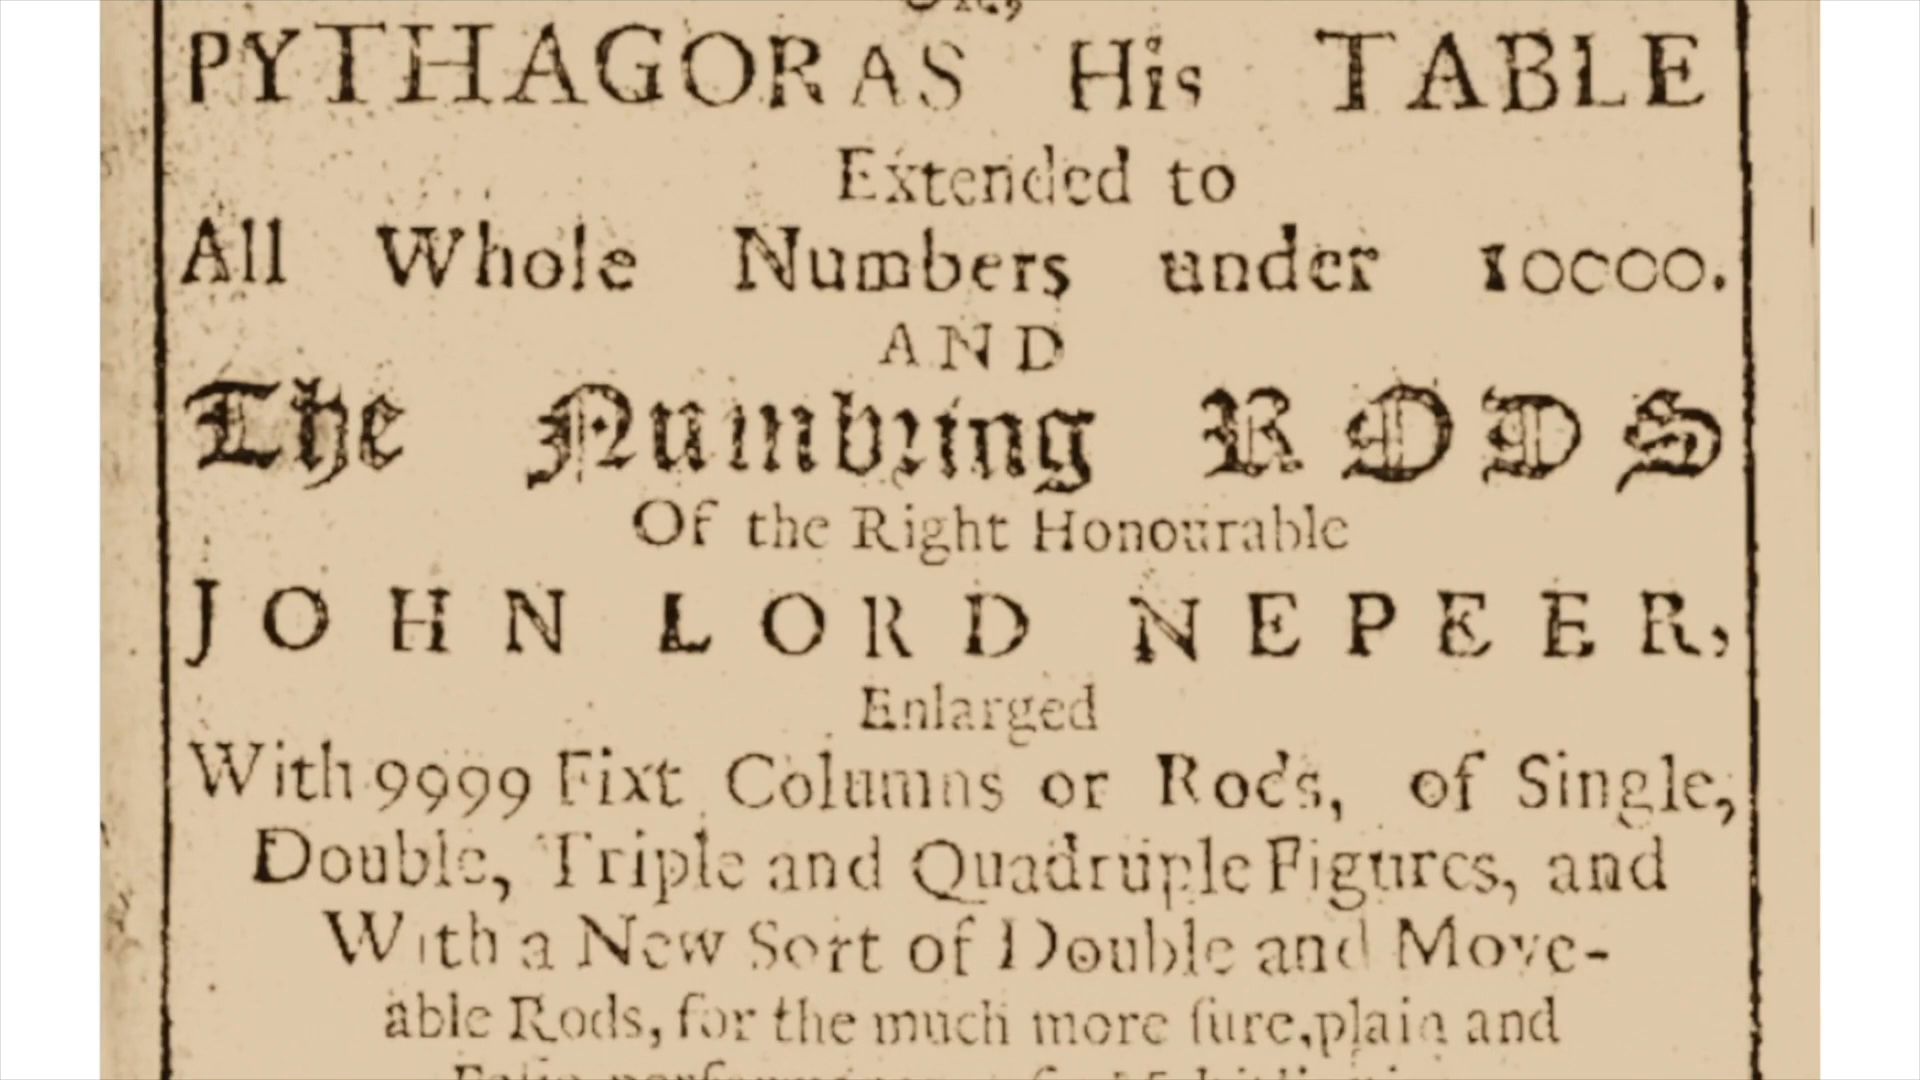 PYTHAGORAS His TABLE
Extended to
All Whole Numbers under 10000.
AND
The Numbring RODS
Of the Right Honourable
JOHN LORD NEPEER,
Enlarged
With 9999 Fixt Columns or Rods, of Single,
Double, Triple and Quadruple Figures, and
With a New Sort of Double and Move-
able Rods, for the much more ſure, plain and